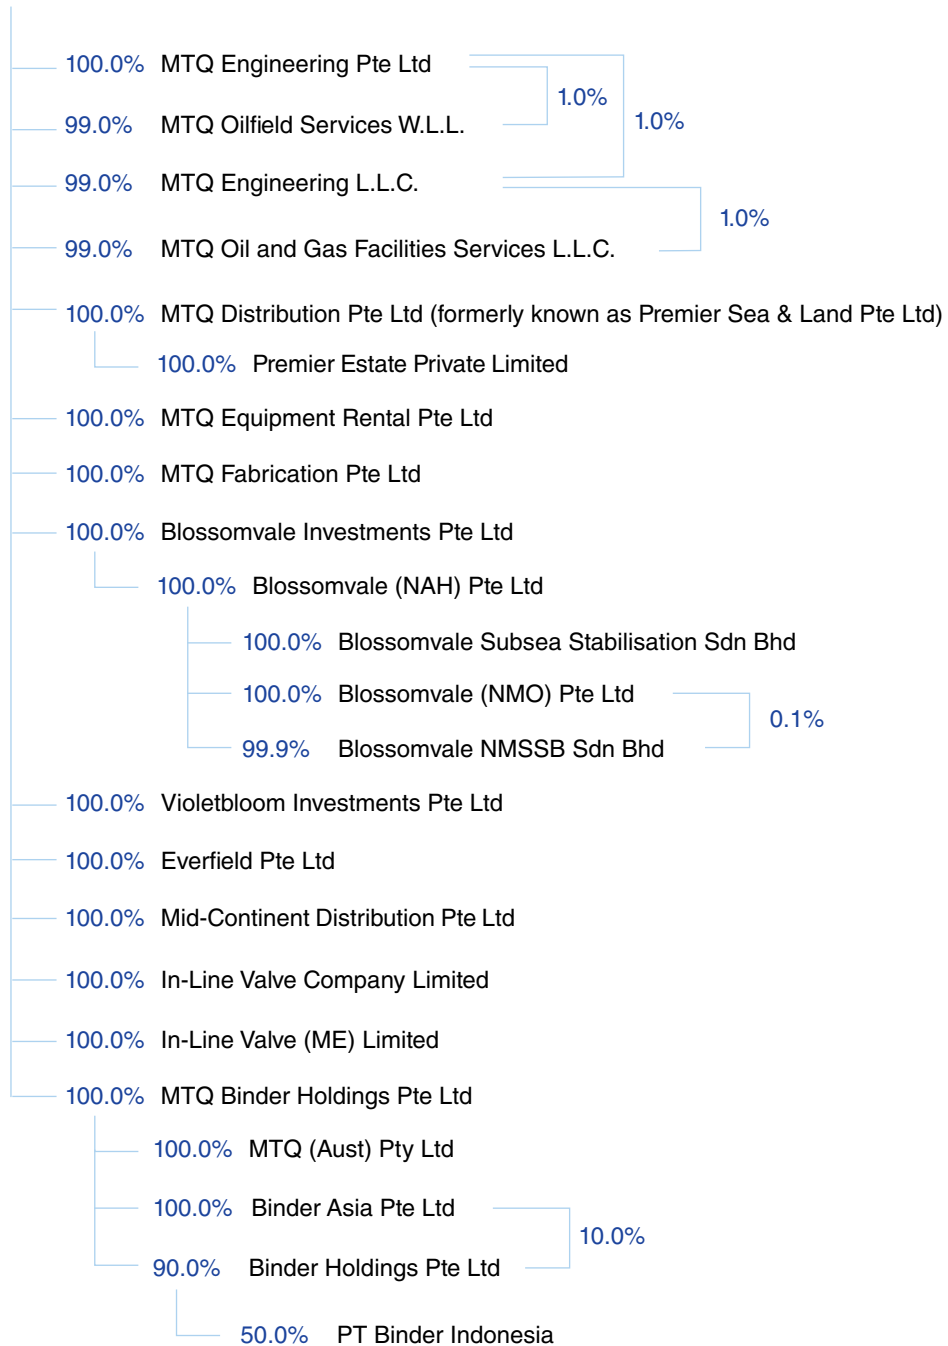 100.0% MTQ Engineering Pte Ltd
1.0%
99.0% MTQ Oilfield Services W.L.L.
1.0%
99.0% MTQ Engineering L.L.C.
1.0%
99.0% MTQ Oil and Gas Facilities Services L.L.C.
100.0% MTQ Distribution Pte Ltd (formerly known as Premier Sea & Land Pte Ltd)
100.0% Premier Estate Private Limited
100.0% MTQ Equipment Rental Pte Ltd
100.0% MTQ Fabrication Pte Ltd
100.0% Blossomvale Investments Pte Ltd
100.0% Blossomvale (NAH) Pte Ltd
100.0% Blossomvale Subsea Stabilisation Sdn Bhd
100.0% Blossomvale (NMO) Pte Ltd
0.1%
99.9% Blossomvale NMSSB Sdn Bhd
100.0% Violetbloom Investments Pte Ltd
100.0% Everfield Pte Ltd
100.0% Mid-Continent Distribution Pte Ltd
100.0% In-Line Valve Company Limited
100.0% In-Line Valve (ME) Limited
100.0% MTQ Binder Holdings Pte Ltd
100.0% MTQ (Aust) Pty Ltd
100.0% Binder Asia Pte Ltd
10.0%
90.0% Binder Holdings Pte Ltd
50.0% PT Binder Indonesia